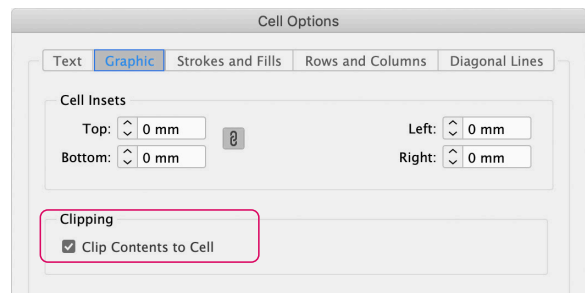 Cell Options
Text Graphic Strokes and Fills Rows and Columns Diagonal Lines
Cell Insets
Top: 0 mm Left: 0 mm
Bottom: 0 mm Right: 0 mm
Clipping
Clip Contents to Cell